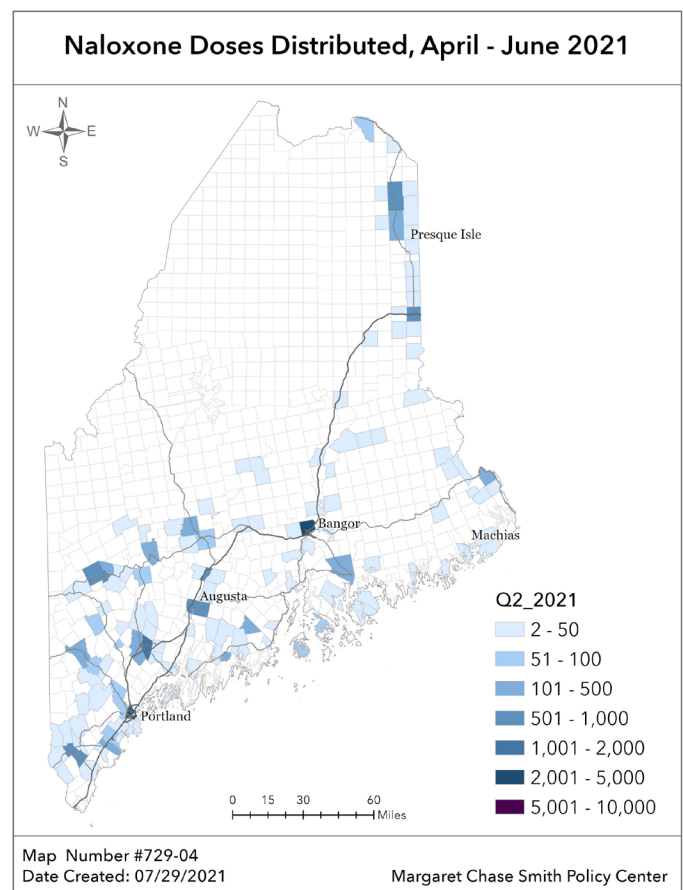 Naloxone Doses Distributed, April - June 2021
N
W E
S
Presque Isle
Bangor
Machias
Augusta
Portland
Q2_2021
2 - 50
51 - 100
101 - 500
501 - 1,000
1,001 - 2,000
2,001 - 5,000
5,001 - 10,000
0 15 30 60
Miles
Map Number #729-04
Date Created: 07/29/2021
Margaret Chase Smith Policy Center